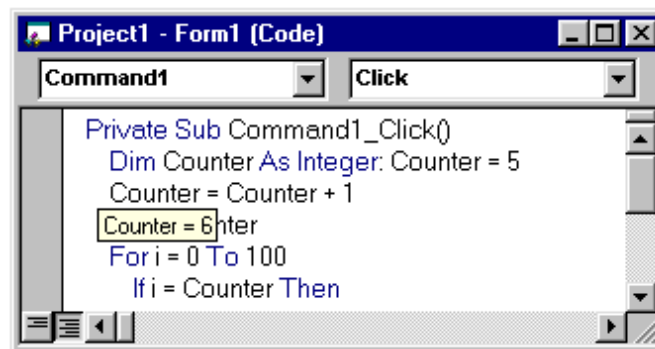 Project1 - Form1 (Code)
Command1 Click
Private Sub Command1_Click()
Dim Counter As Integer: Counter = 5
Counter = Counter + 1
Counter = 6
For i = 0 To 100
If i = Counter Then